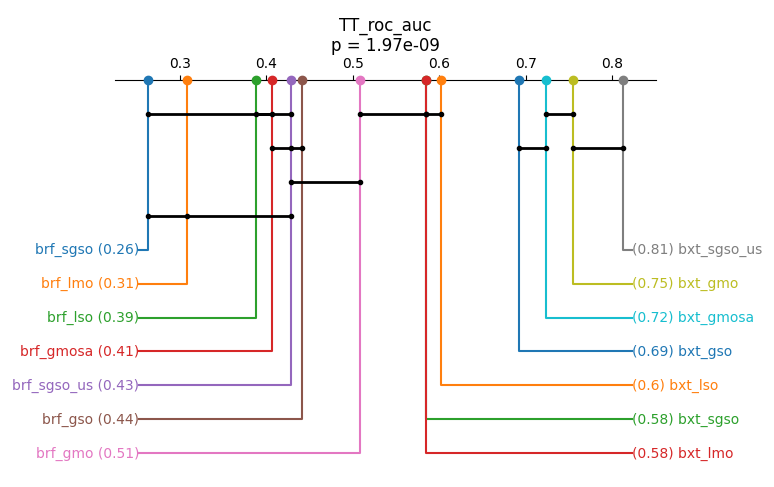 TT_roc_auc
p = 1.97e-09
0.3 0.4 0.5 0.6 0.7 0.8
brf_sgso (0.26)
(0.81) bxt_sgso_us
brf_lmo (0.31)
(0.75) bxt_gmo
brf_lso (0.39)
(0.72) bxt_gmosa
brf_gmosa (0.41)
(0.69) bxt_gso
brf_sgso_us (0.43)
(0.6) bxt_lso
brf_gso (0.44)
(0.58) bxt_sgso
brf_gmo (0.51)
(0.58) bxt_lmo